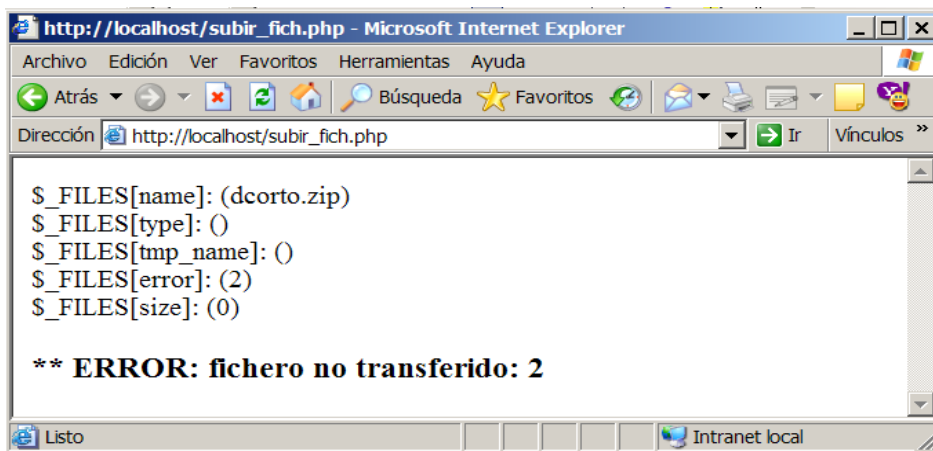 http://localhost/subir_fich.php - Microsoft Internet Explorer
Archivo Edición Ver Favoritos Herramientas Ayuda
Atrás Búsqueda Favoritos
Dirección http://localhost/subir_fich.php Ir Vínculos »
$_FILES[name]: (dcorto.zip)
$_FILES[type]: ()
$_FILES[tmp_name]: ()
$_FILES[error]: (2)
$_FILES[size]: (0)
** ERROR: fichero no transferido: 2
Listo Intranet local